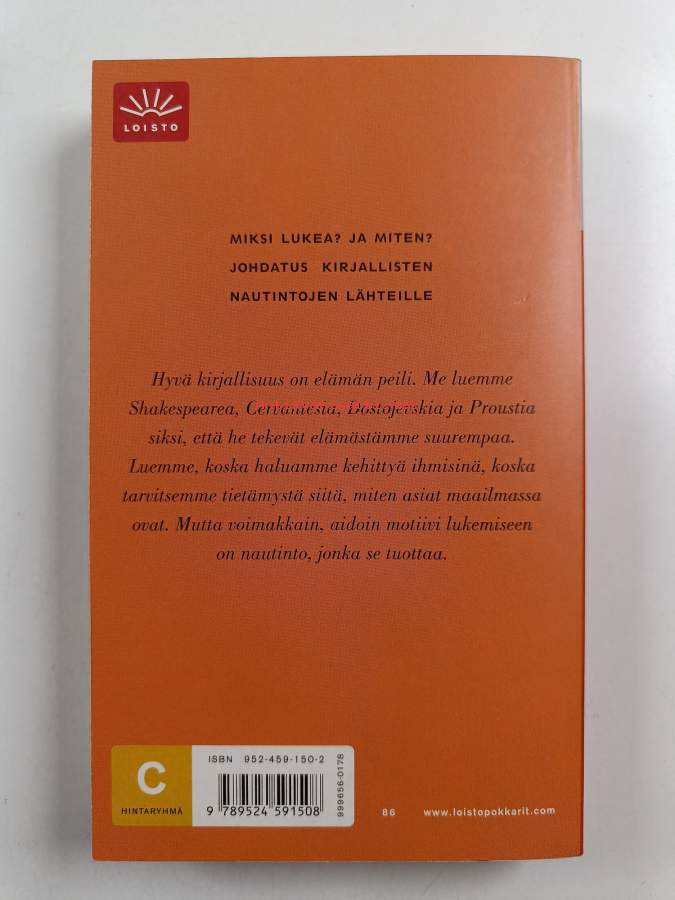 LOISTO
MIKSI LUKEA? JA MITEN?
JOHDATUS KIRJALLISTEN
NAUTINTOJEN LÄHTEILLE
Hyvä kirjallisuus on elämän peili. Me luemme
Shakespearea, Cervantesia, Dostojevskia ja Proustia
siksi, että he tekevät elämästämme suurempaa.
Luemme, koska haluamme kehittyä ihmisinä, koska
tarvitsemme tietämystä siitä, miten asiat maailmassa
ovat. Mutta voimakkain, aidoin motiivi lukemiseen
on nautinto, jonka se tuottaa.
C
HINTARYHMÄ
ISBN 952-459-150-2
9 789524 591508
999656-0178
86 www.loistopokkarit.com